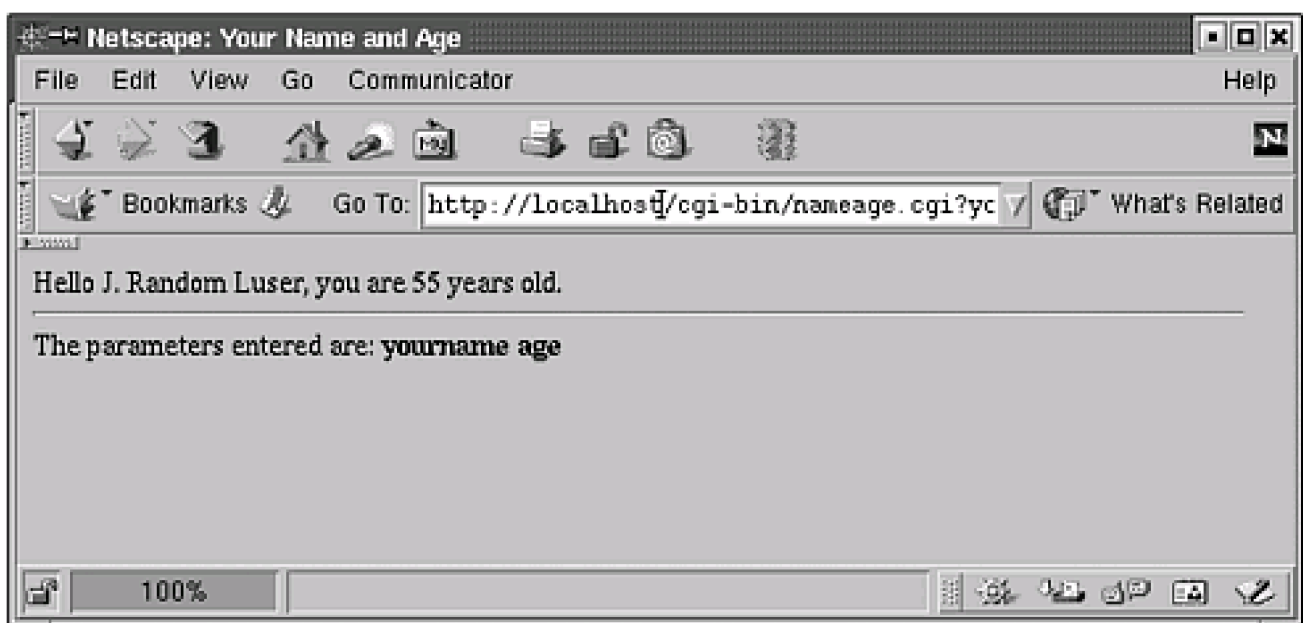 Netscape: Your Name and Age
File Edit View Go Communicator Help
My N
Bookmarks Go To: http://localhost/cgi-bin/nameage.cgi?yo What's Related
Hello J. Random Luser, you are 55 years old.
The parameters entered are: yourname age
100%